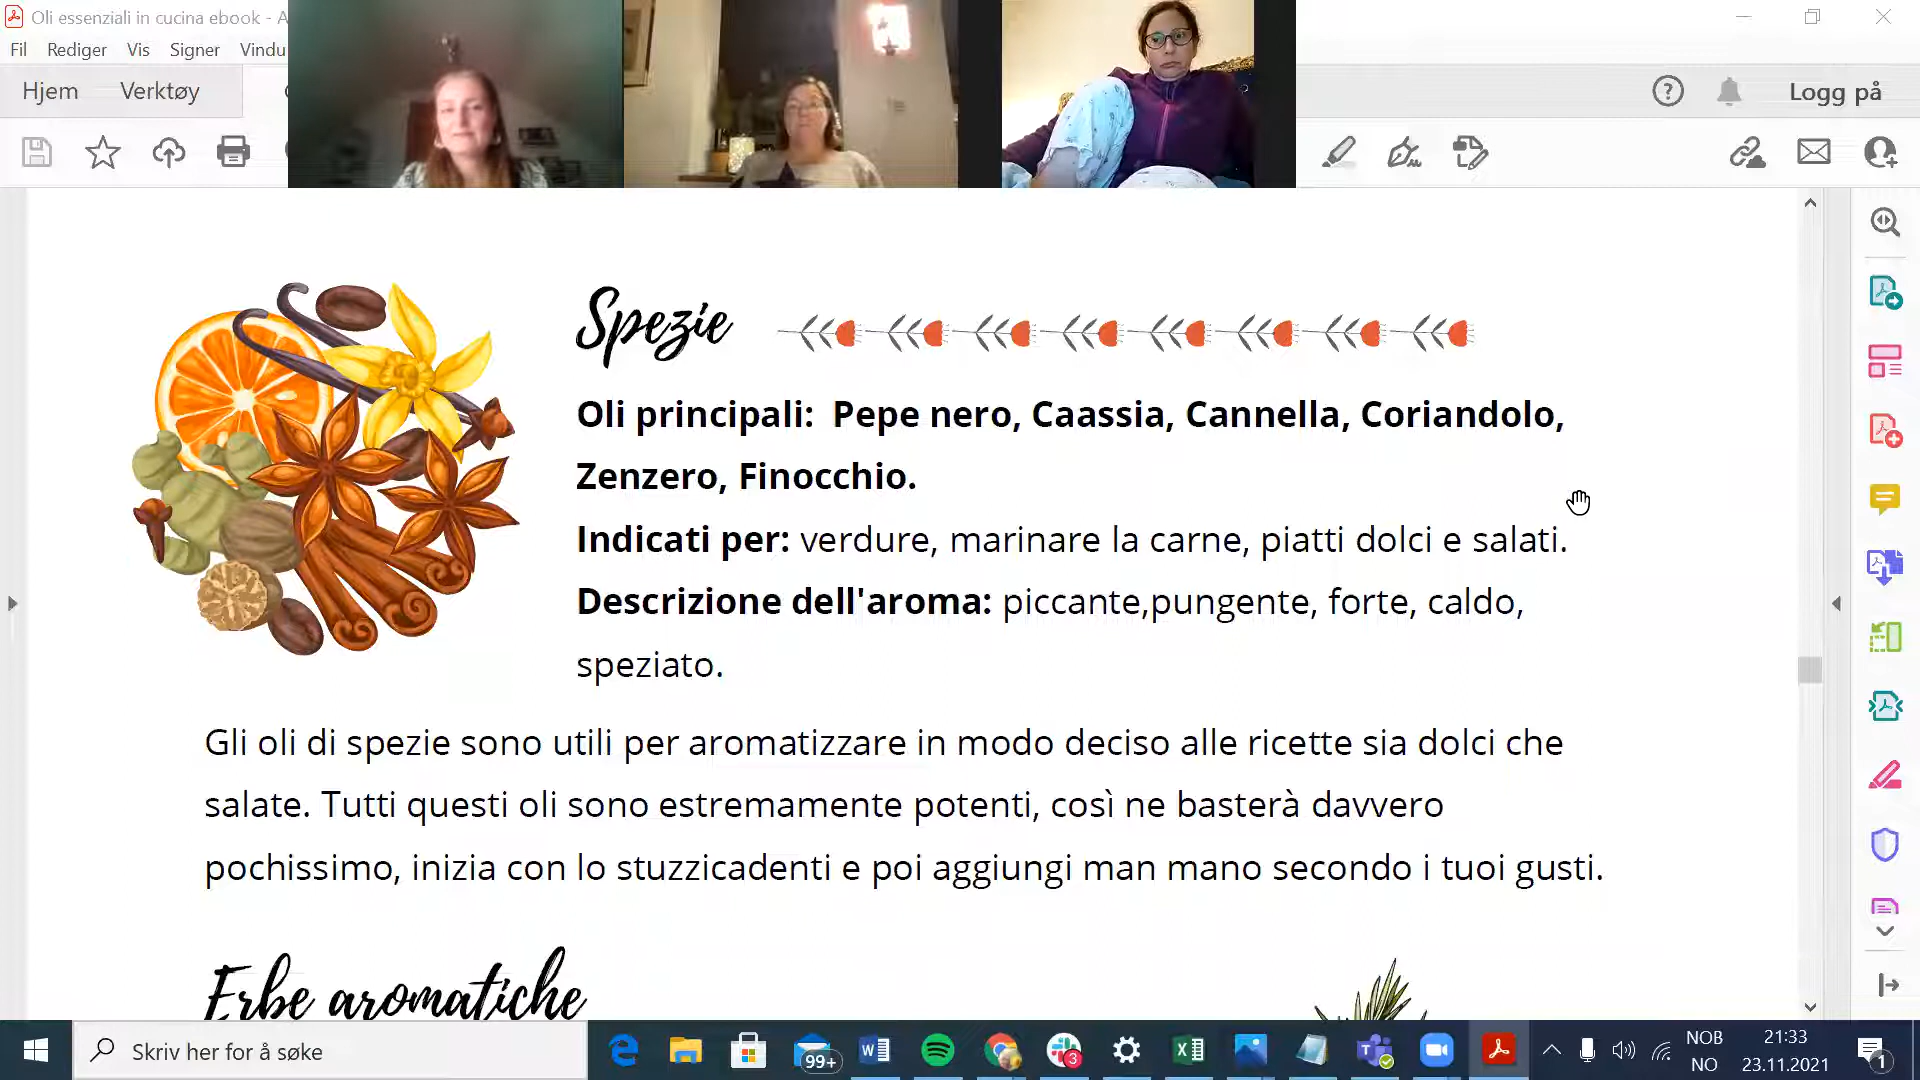 Oli essenziali in cucina ebook - A
Fil Rediger Vis Signer Vindu
Hjem Verktøy
Logg på
Spezie
Oli principali: Pepe nero, Caassia, Cannella, Coriandolo,
Zenzero, Finocchio.
Indicati per: verdure, marinare la carne, piatti dolci e salati.
Descrizione dell'aroma: piccante,pungente, forte, caldo,
speziato.
Gli oli di spezie sono utili per aromatizzare in modo deciso alle ricette sia dolci che
salate. Tutti questi oli sono estremamente potenti, così ne basterà davvero
pochissimo, inizia con lo stuzzicadenti e poi aggiungi man mano secondo i tuoi gusti.
Erbe aromatiche
Skriv her for å søke
99+
3
NOB
NO
21:33
23.11.2021
1